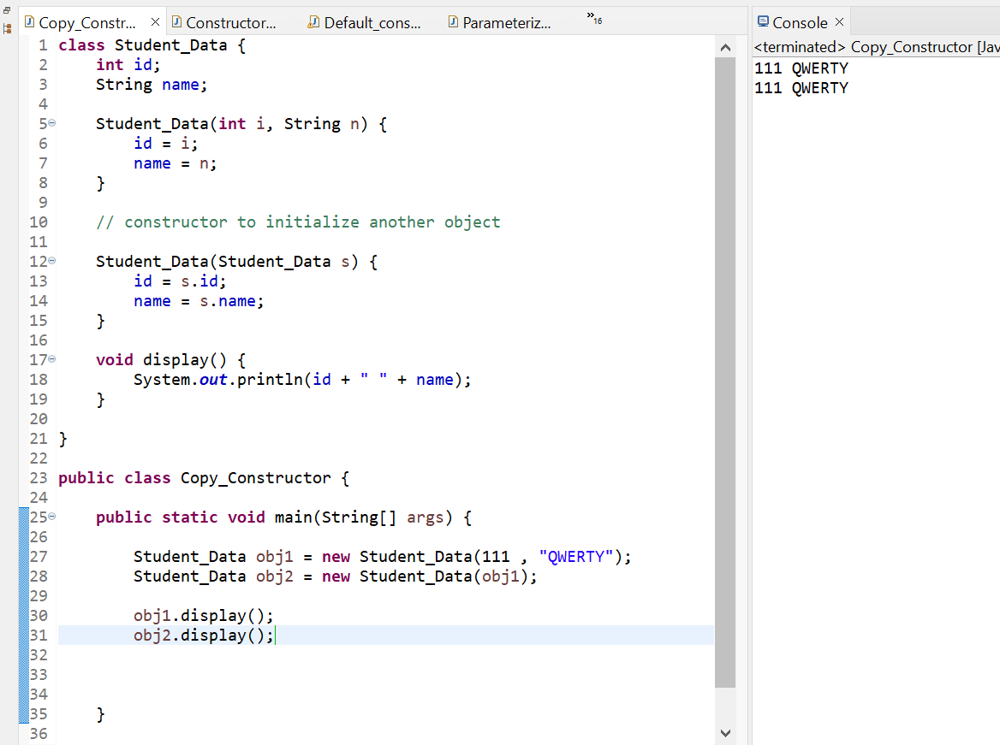 Copy_Constr... Constructor... Default_cons... Parameteriz... »16
1 class Student_Data {
2     int id;
3     String name;
4
5     Student_Data(int i, String n) {
6         id = i;
7         name = n;
8     }
9
10     // constructor to initialize another object
11
12     Student_Data(Student_Data s) {
13         id = s.id;
14         name = s.name;
15     }
16
17     void display() {
18         System.out.println(id + " " + name);
19     }
20
21 }
22
23 public class Copy_Constructor {
24
25     public static void main(String[] args) {
26
27         Student_Data obj1 = new Student_Data(111 , "QWERTY");
28         Student_Data obj2 = new Student_Data(obj1);
29
30         obj1.display();
31         obj2.display();
32
33
34
35     }
36
Console
<terminated> Copy_Constructor [Jav
111 QWERTY
111 QWERTY